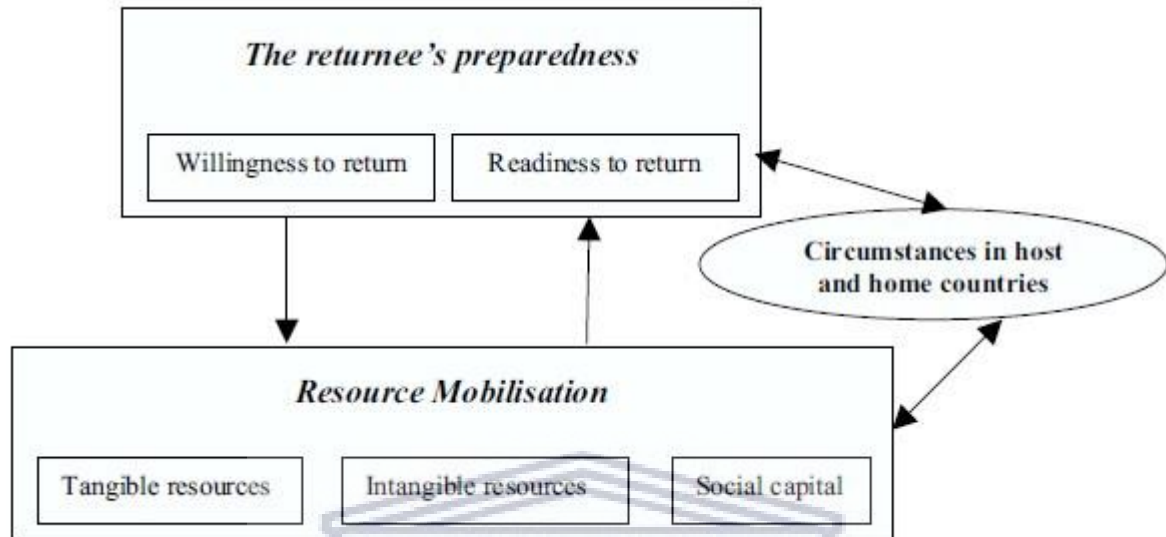 The returnee's preparedness
Willingness to return
Readiness to return
Circumstances in host
and home countries
Resource Mobilisation
Tangible resources
Intangible resources
Social capital